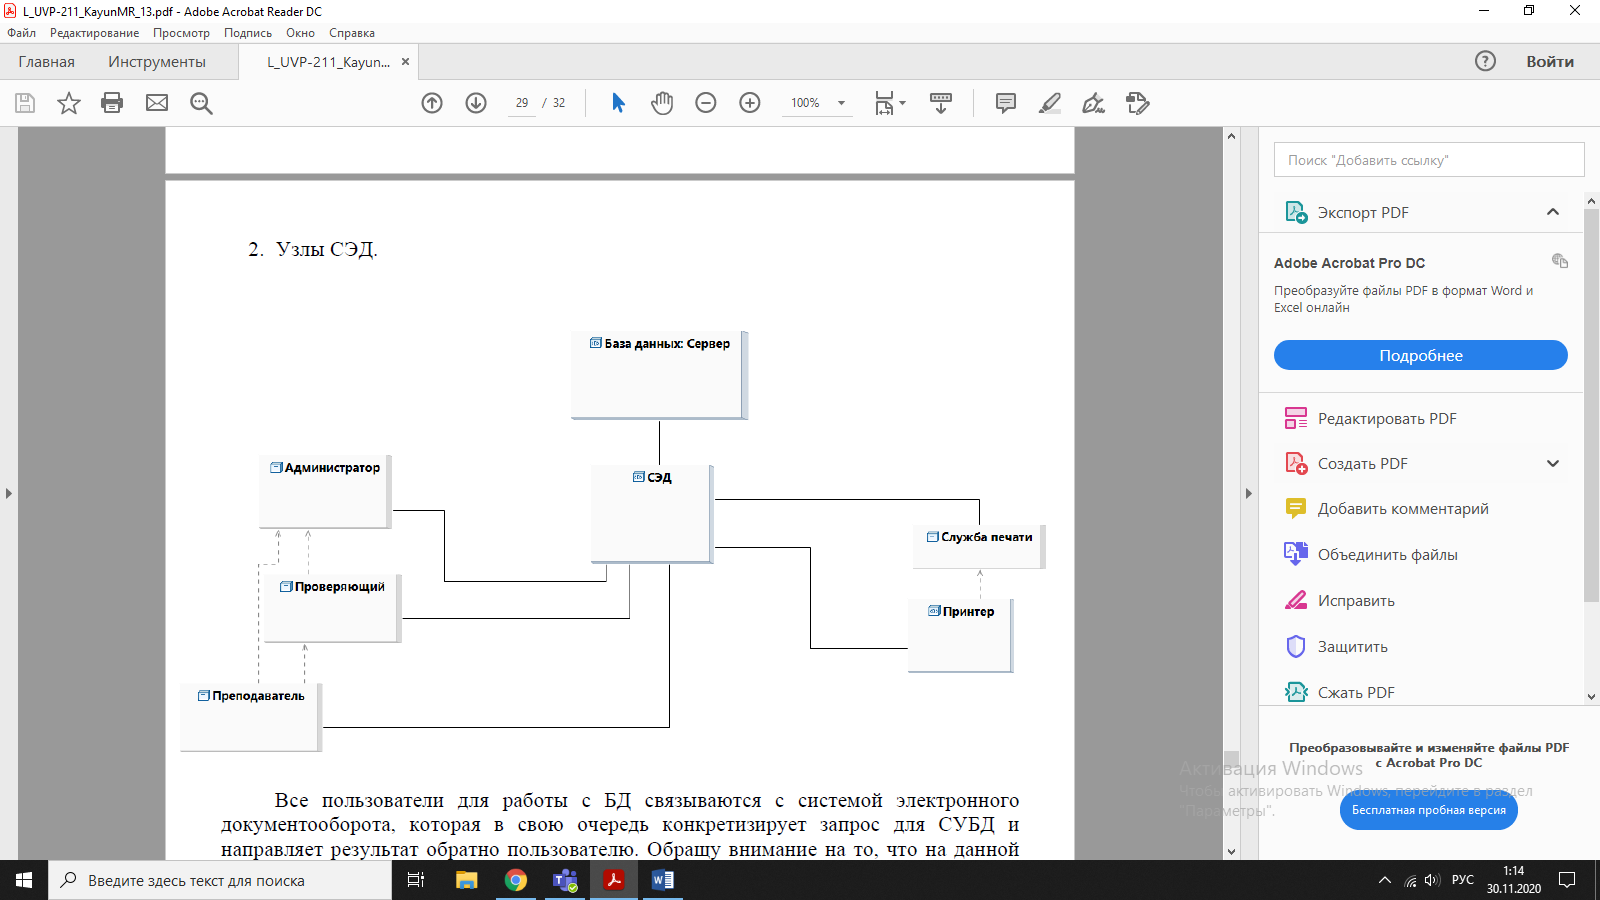 L_UVP-211_KayunMR_13.pdf - Adobe Acrobat Reader DC
Файл Редактирование Просмотр Подпись Окно Справка
Главная Инструменты L_UVP-211_Kayun... × Войти
29 / 32 100%
Поиск "Добавить ссылку"
Экспорт PDF
Adobe Acrobat Pro DC
Преобразуйте файлы PDF в формат Word и
Excel онлайн
Подробнее
Редактировать PDF
Создать PDF
Добавить комментарий
Объединить файлы
Исправить
Защитить
Сжать PDF
Преобразовывайте и изменяйте файлы PDF
с Acrobat Pro DC
Бесплатная пробная версия
Активация Windows
Чтобы активировать Windows, перейдите в раздел
"Параметры".
2. Узлы СЭД.
База данных: Сервер
Администратор
СЭД
Служба печати
Проверяющий
Принтер
Преподаватель
Все пользователи для работы с БД связываются с системой электронного
документооборота, которая в свою очередь конкретизирует запрос для СУБД и
направляет результат обратно пользователю. Обращу внимание на то, что на данной
Введите здесь текст для поиска
РУС
1:14
30.11.2020